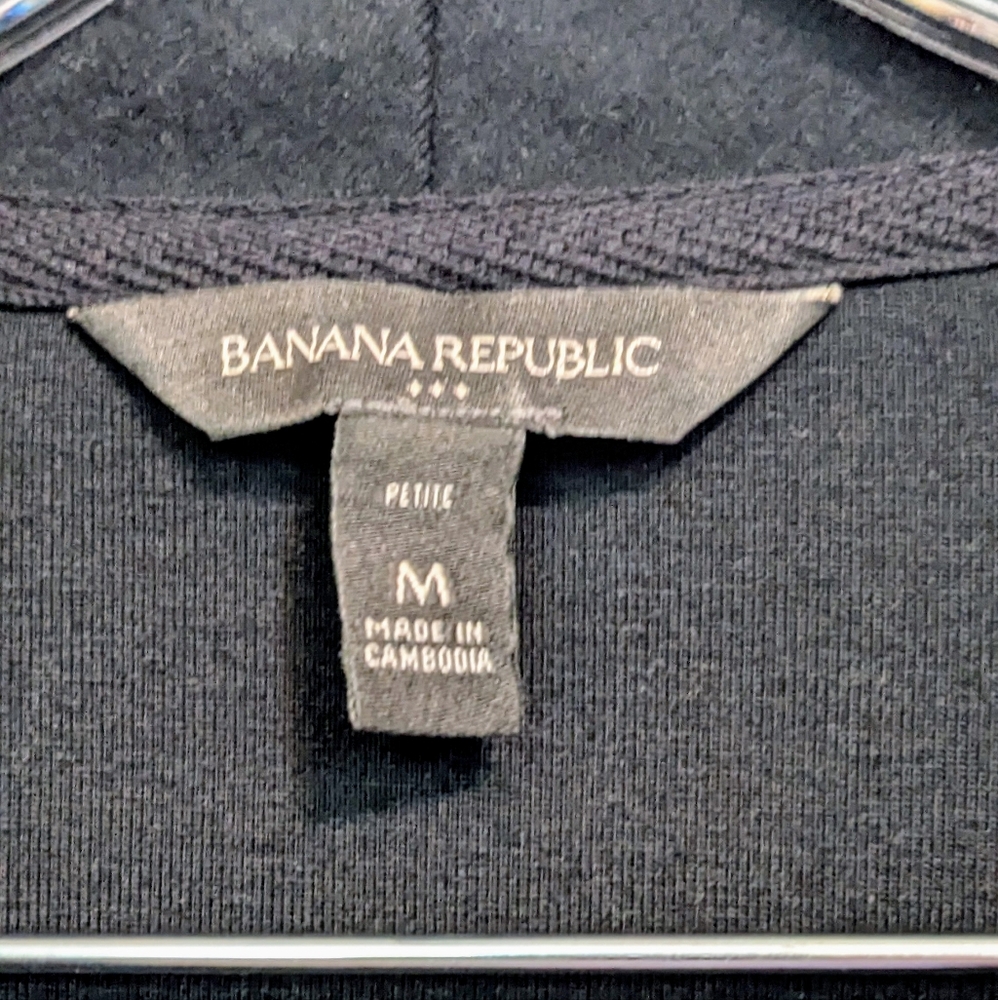 BANANA REPUBLIC
PETITE
M
MADE IN
CAMBODIA